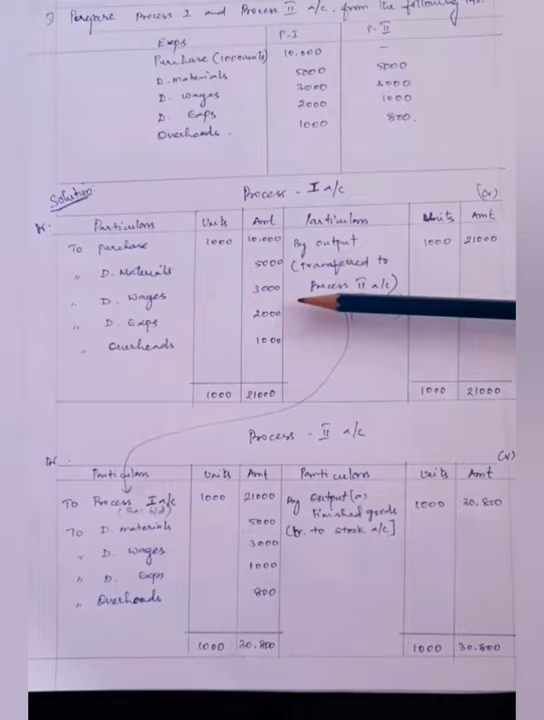 Prepare Process I and Process II a/c. from the following
Exps P-I P-II
Purchase (1000units) 10.000 —
D. materials 5000 5000
D. wages 3000 3000
D. Exps 2000 1000
Overheads. 1000 800.
Solution
Process - I a/c
Dr. (Cr)
Particulars Units Amt Particulars Units Amt
To purchase 1000 10.000 By output 1000 21000
" D. Materials 5000 (transferred to
" D. wages 3000 Process II a/c)
" D. Exps 2000
" Overheads 1000
1000 21000 1000 21000
Process - II a/c
Dr. (Cr)
Particulars Units Amt Particulars Units Amt
To Process I a/c 1000 21000 By Output (or) 1000 30.800
To D. materials 5000 Finished goods
" D. wages 3000 (tr. to stock a/c]
" D. Exps 1000
" Overheads 800
1000 30.800 1000 30.800